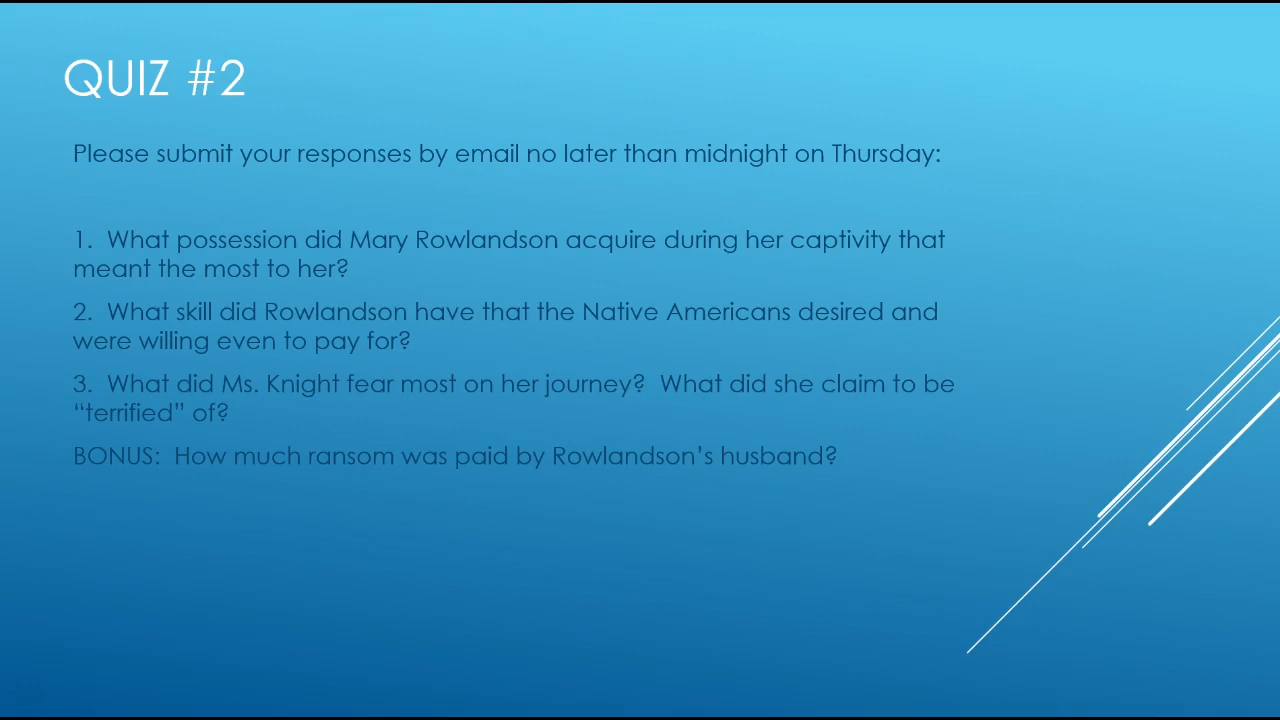 QUIZ #2
Please submit your responses by email no later than midnight on Thursday:
1.  What possession did Mary Rowlandson acquire during her captivity that
meant the most to her?
2.  What skill did Rowlandson have that the Native Americans desired and
were willing even to pay for?
3.  What did Ms. Knight fear most on her journey?  What did she claim to be
“terrified” of?
BONUS:  How much ransom was paid by Rowlandson’s husband?